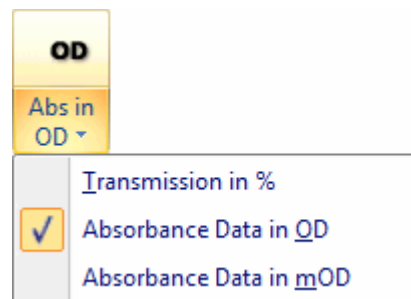 OD
Abs in
OD
Transmission in %
Absorbance Data in OD
Absorbance Data in mOD